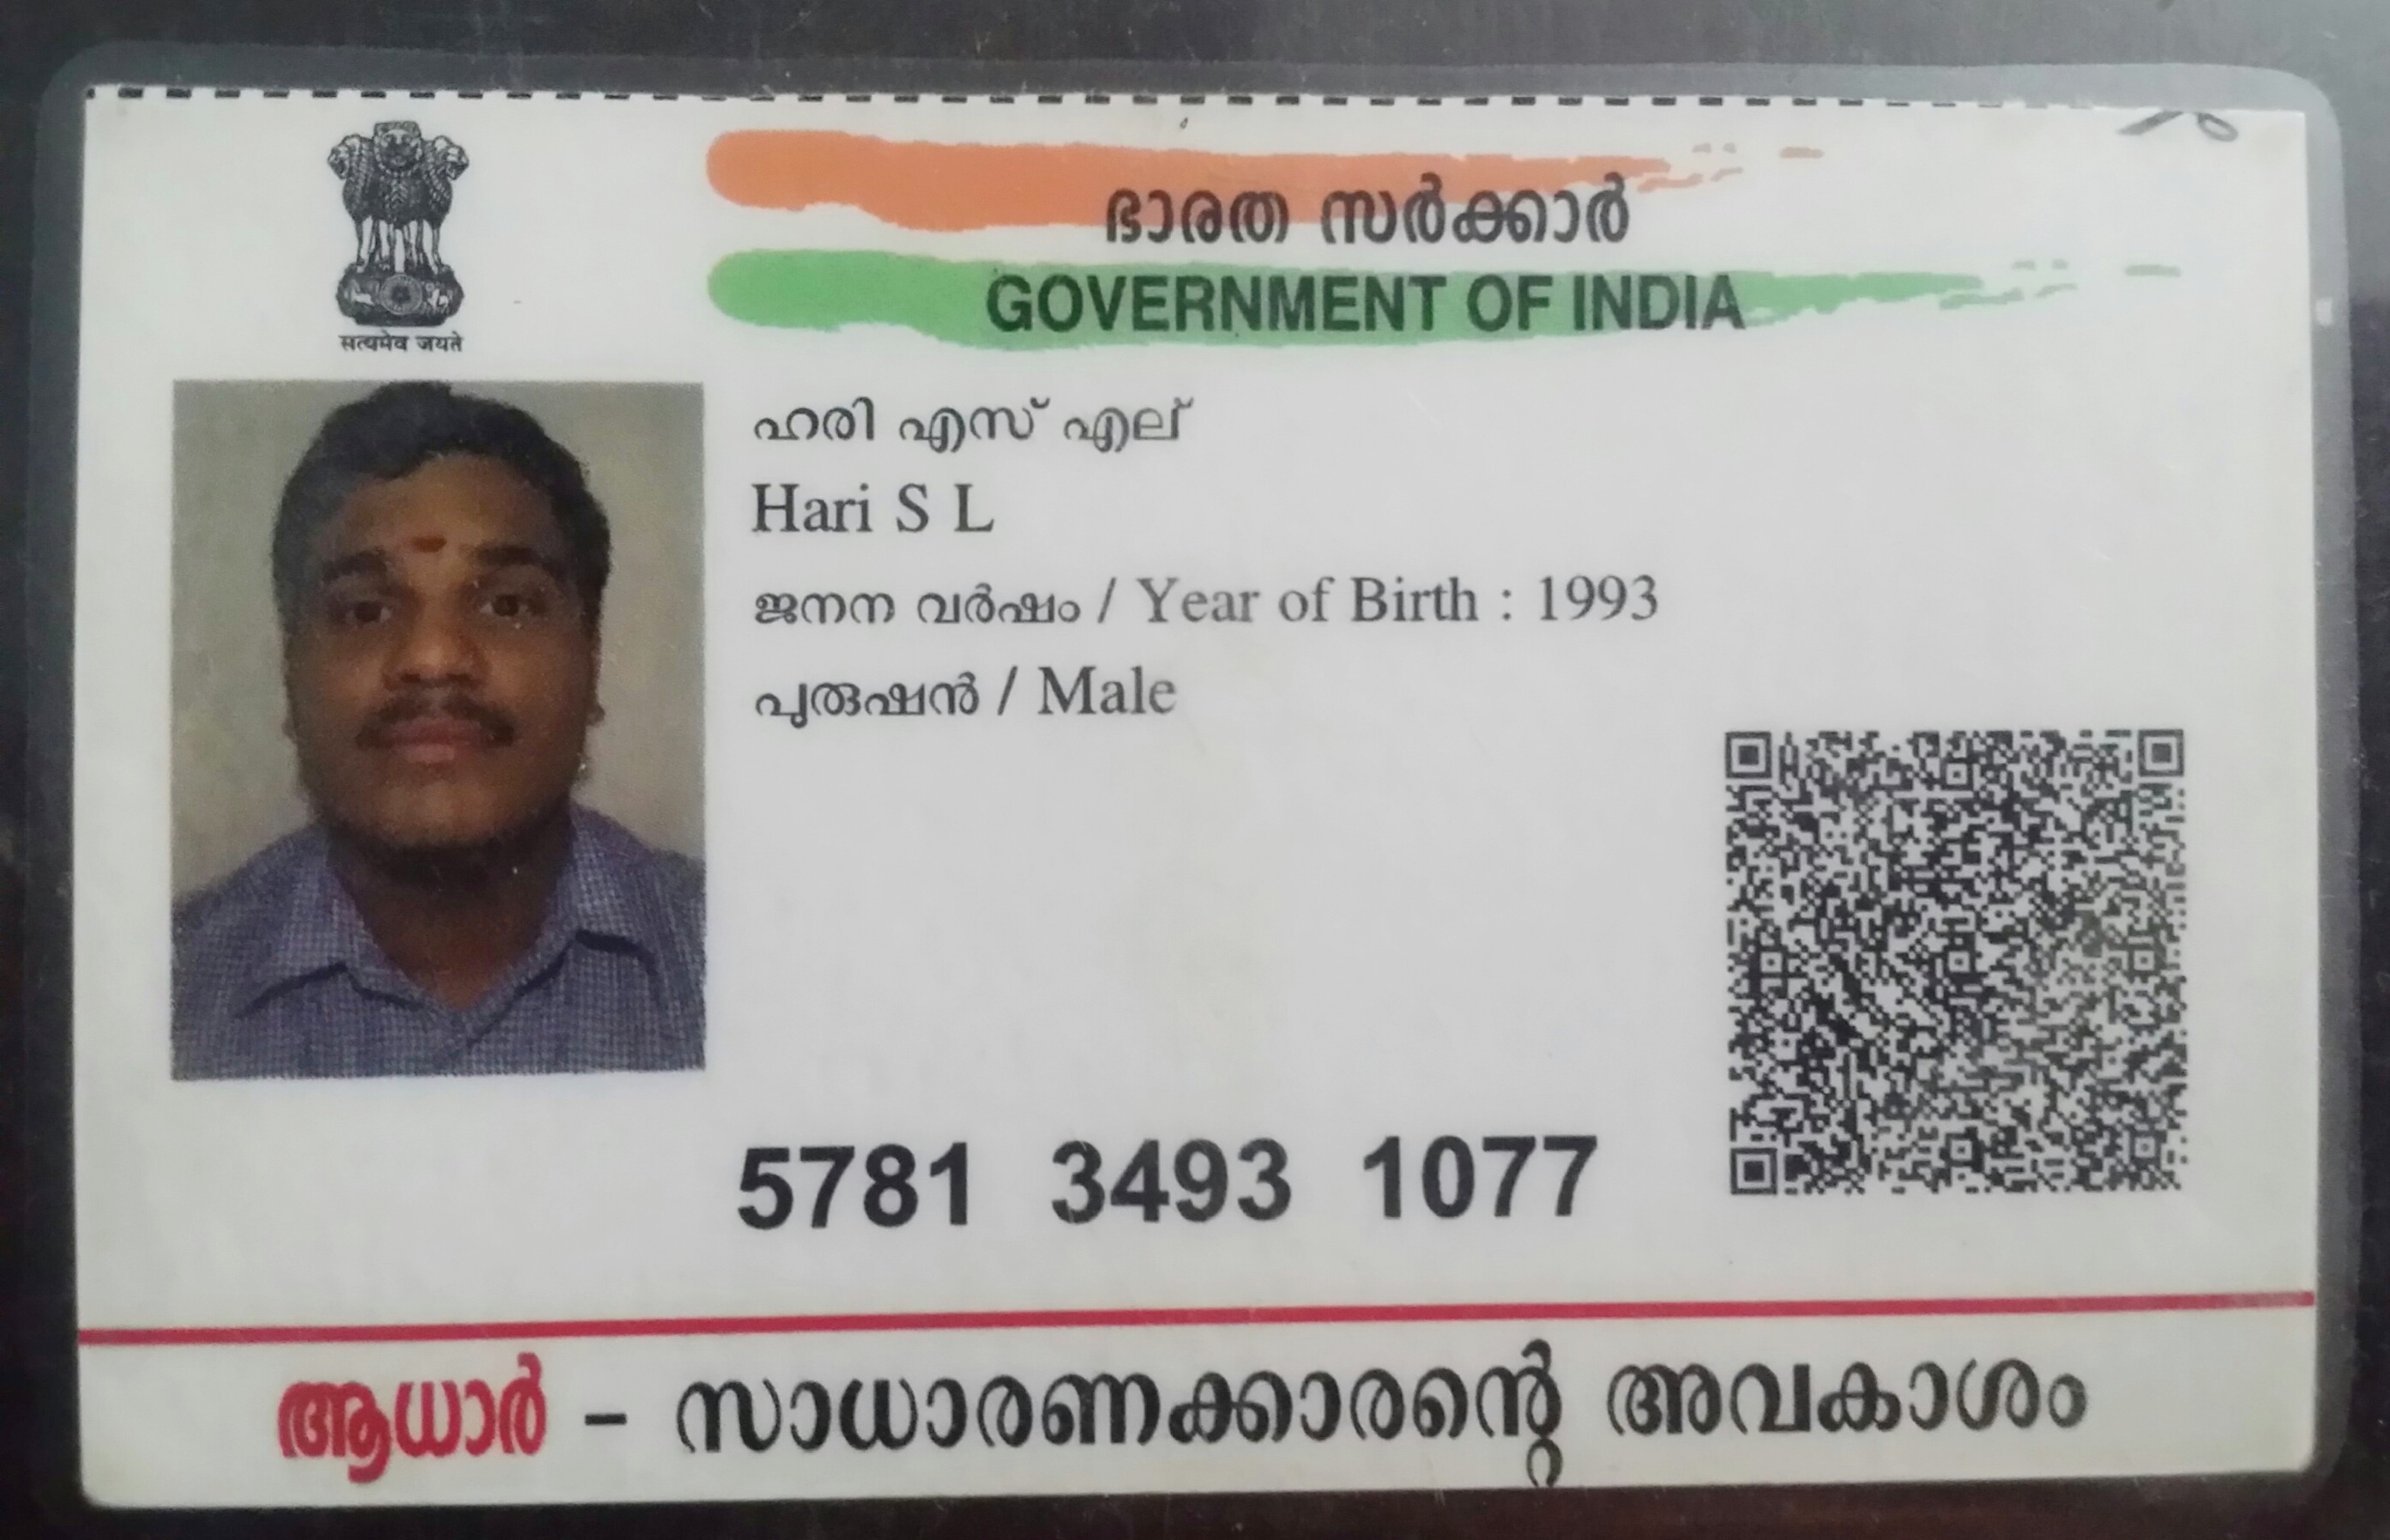 ഭാരത സർക്കാർ
GOVERNMENT OF INDIA
सत्यमेव जयते
ഹരി എസ് എല്
Hari S L
ജനന വർഷം / Year of Birth : 1993
പുരുഷൻ / Male
5781 3493 1077
ആധാർ – സാധാരണക്കാരന്റെ അവകാശം